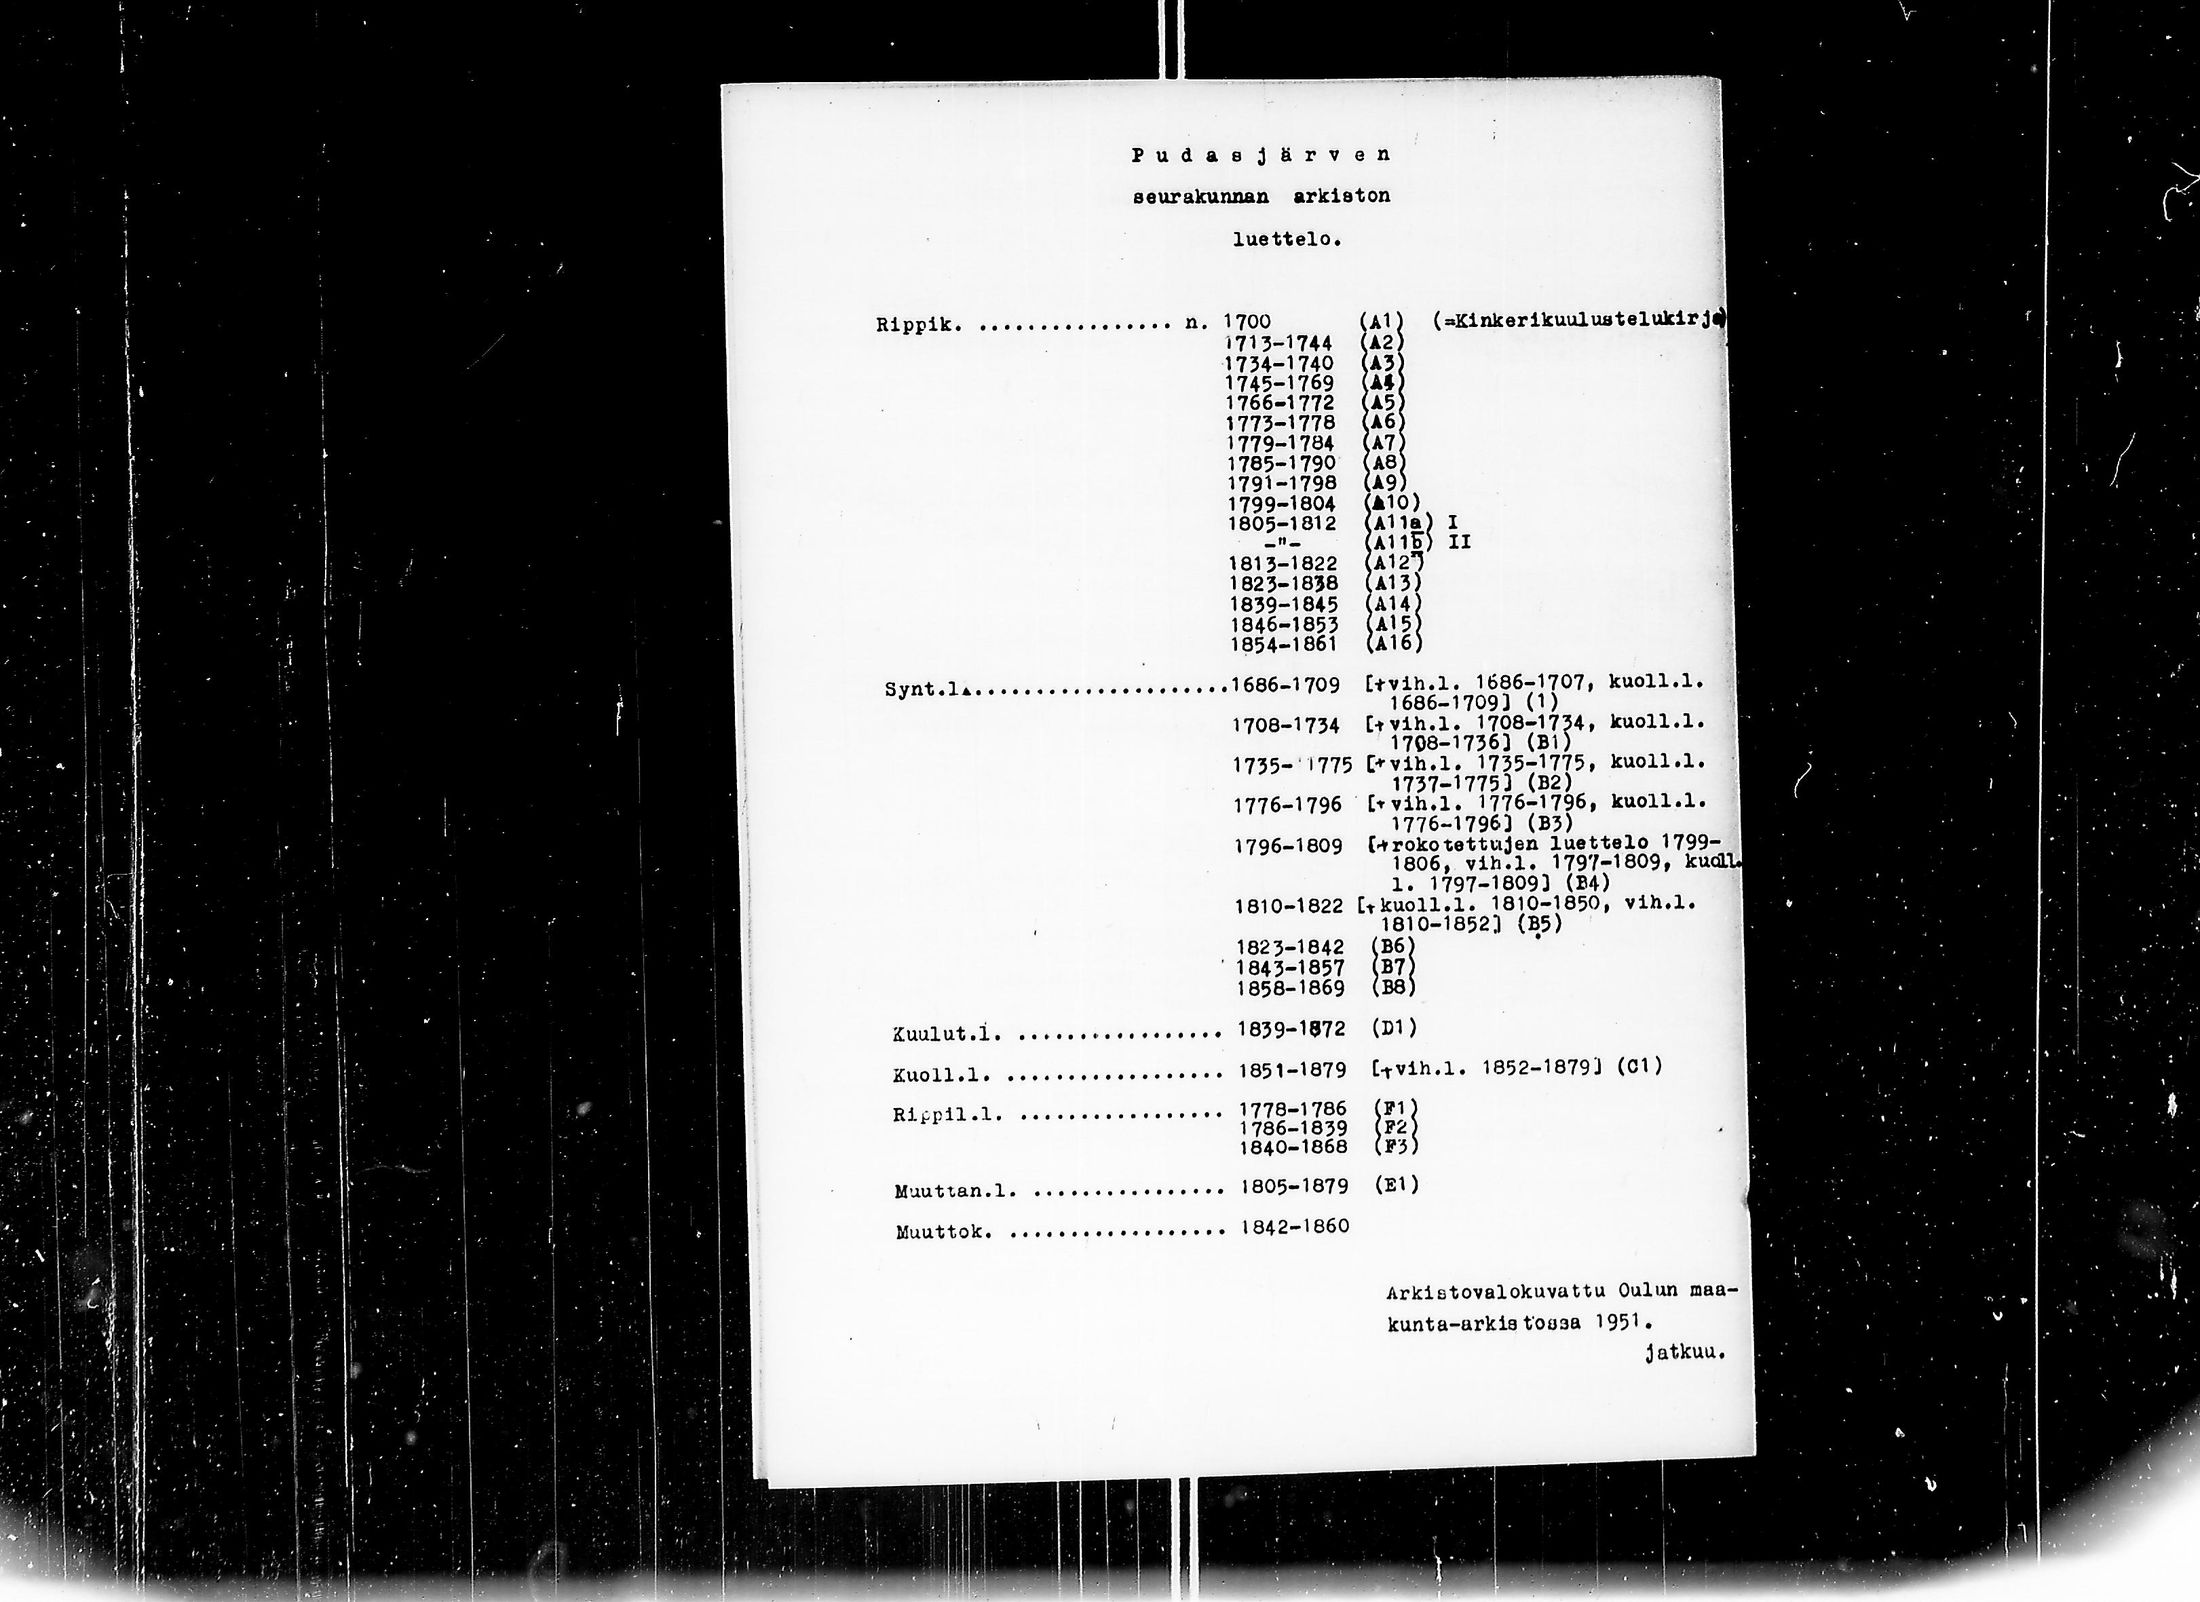 P u d a s j ä r v e n
seurakunnan arkiston
luettelo.
Rippik. ................ n. 1700 (A1) (=Kinkerikuulustelukirja)
1713-1744 (A2)
1734-1740 (A3)
1745-1769 (A4)
1766-1772 (A5)
1773-1778 (A6)
1779-1784 (A7)
1785-1790 (A8)
1791-1798 (A9)
1799-1804 (A10)
1805-1812 (A11a) I
-"- (A11b) II
1813-1822 (A12)
1823-1838 (A13)
1839-1845 (A14)
1846-1853 (A15)
1854-1861 (A16)
Synt.l......................1686-1709 [+vih.l. 1686-1707, kuoll.l.
1686-1709] (1)
1708-1734 [+vih.l. 1708-1734, kuoll.l.
1708-1736] (B1)
1735-1775 [+vih.l. 1735-1775, kuoll.l.
1737-1775] (B2)
1776-1796 [+vih.l. 1776-1796, kuoll.l.
1776-1796] (B3)
1796-1809 [+rokotettujen luettelo 1799-
1806, vih.l. 1797-1809, kuoll.
l. 1797-1809] (B4)
1810-1822 [+kuoll.l. 1810-1850, vih.l.
1810-1852] (B5)
1823-1842 (B6)
1843-1857 (B7)
1858-1869 (B8)
Kuulut.i. ................. 1839-1872 (D1)
Kuoll.l. .................. 1851-1879 [+vih.l. 1852-1879] (C1)
Rippil.l. ................. 1778-1786 (F1)
1786-1839 (F2)
1840-1868 (F3)
Muuttan.l. ................ 1805-1879 (E1)
Muuttok. .................. 1842-1860
Arkistovalokuvattu Oulun maa-
kunta-arkistossa 1951.
jatkuu.